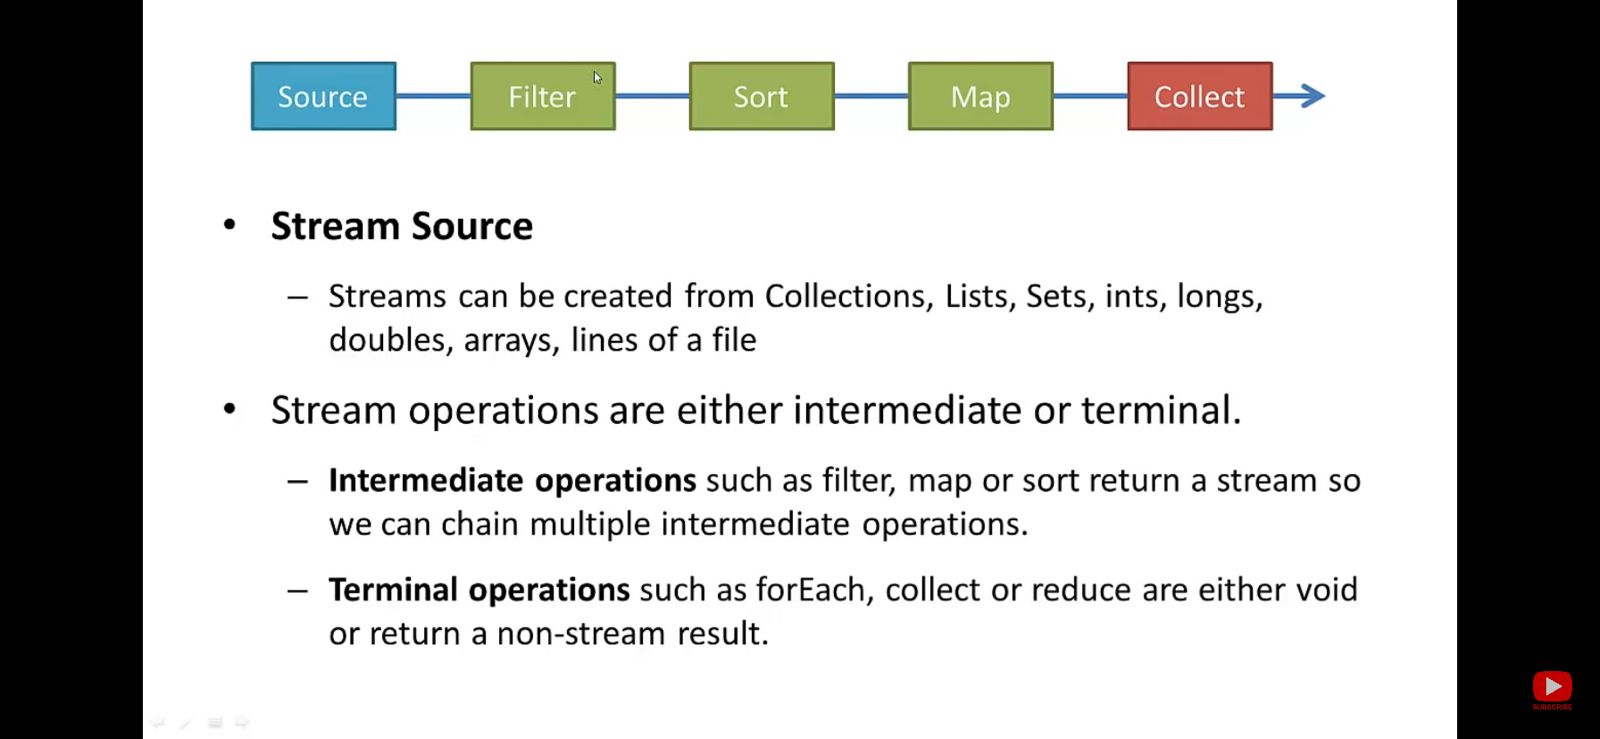 Source Filter Sort Map Collect
• Stream Source
– Streams can be created from Collections, Lists, Sets, ints, longs,
doubles, arrays, lines of a file
• Stream operations are either intermediate or terminal.
– Intermediate operations such as filter, map or sort return a stream so
we can chain multiple intermediate operations.
– Terminal operations such as forEach, collect or reduce are either void
or return a non-stream result.
SUBSCRIBE